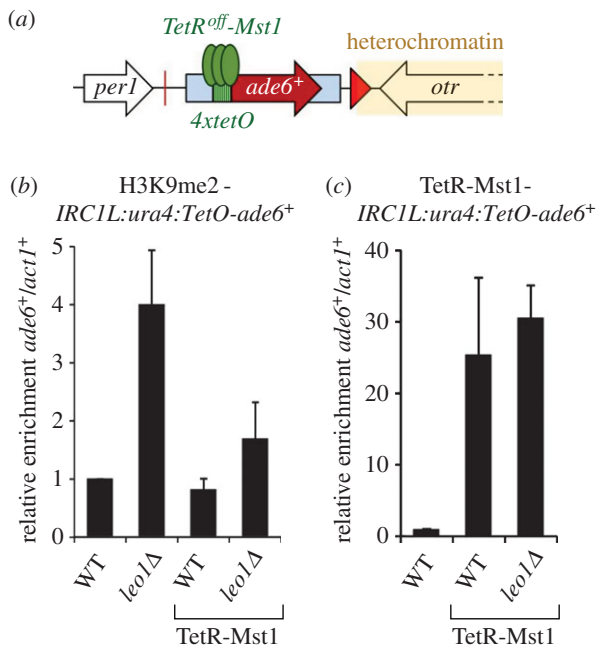 (a)
TetR^off-Mst1
heterochromatin
per1
ade6⁺
otr
4xtetO
(b)
H3K9me2 -
IRC1L:ura4:TetO-ade6⁺
relative enrichment ade6⁺/act1⁺
5
4
3
2
1
0
WT
leo1Δ
WT
leo1Δ
TetR-Mst1
(c)
TetR-Mst1-
IRC1L:ura4:TetO-ade6⁺
relative enrichment ade6⁺/act1⁺
40
30
20
10
0
WT
WT
leo1Δ
TetR-Mst1